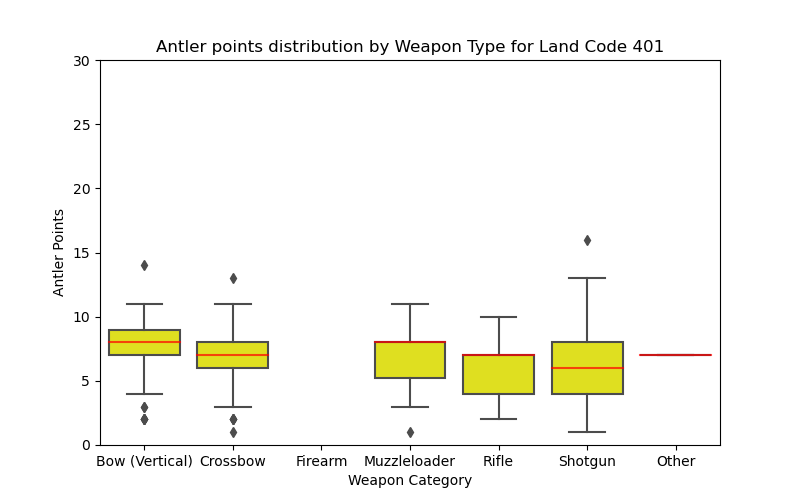 Antler points distribution by Weapon Type for Land Code 401
Antler Points
30
25
20
15
10
5
0
Bow (Vertical) Crossbow Firearm Muzzleloader Rifle Shotgun Other
Weapon Category